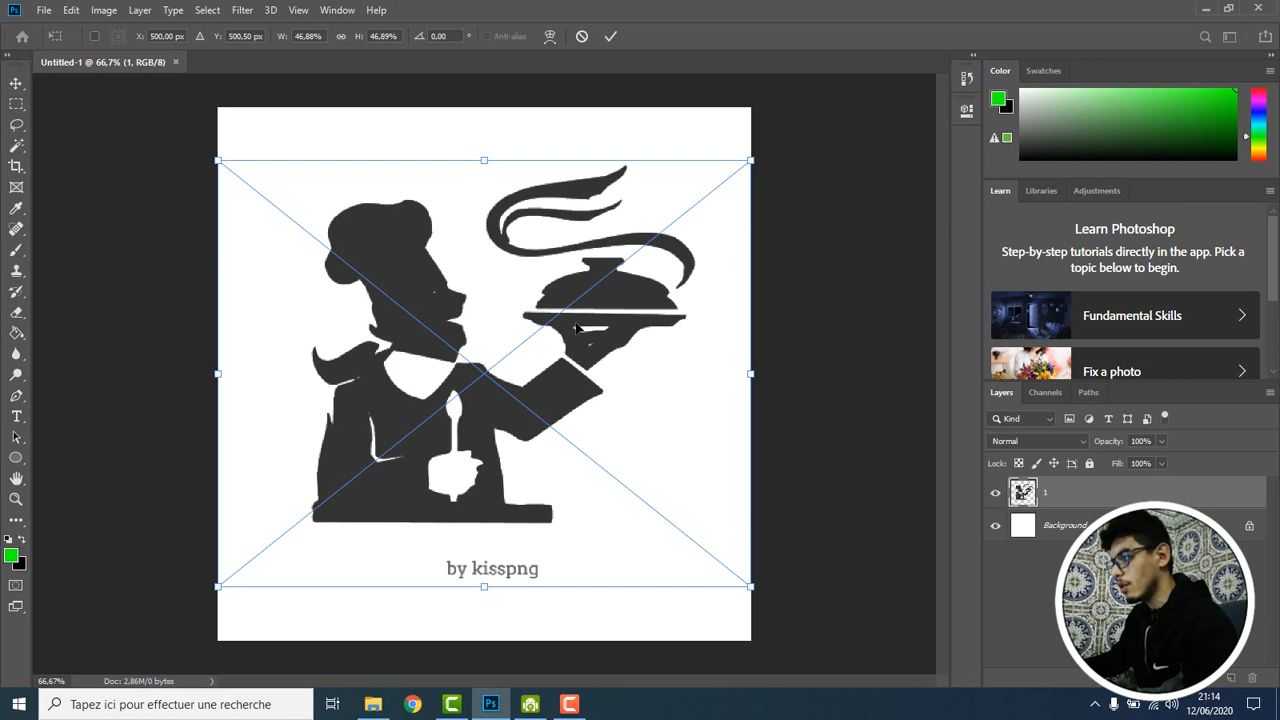 Ps File Edit Image Layer Type Select Filter 3D View Window Help
X: 500,00 px Y: 500,50 px W: 46,88% H: 46,89% 0,00 ° Anti-alias
Untitled-1 @ 66,7% (1, RGB/8) ×
Color Swatches
Learn Libraries Adjustments
Learn Photoshop
Step-by-step tutorials directly in the app. Pick a
topic below to begin.
Fundamental Skills
Fix a photo
Layers Channels Paths
Kind
Normal Opacity: 100%
Lock: Fill: 100%
1
Background
by kisspng
66,67% Doc: 2,86M/0 bytes
Tapez ici pour effectuer une recherche
Ps
21:14
12/06/2020